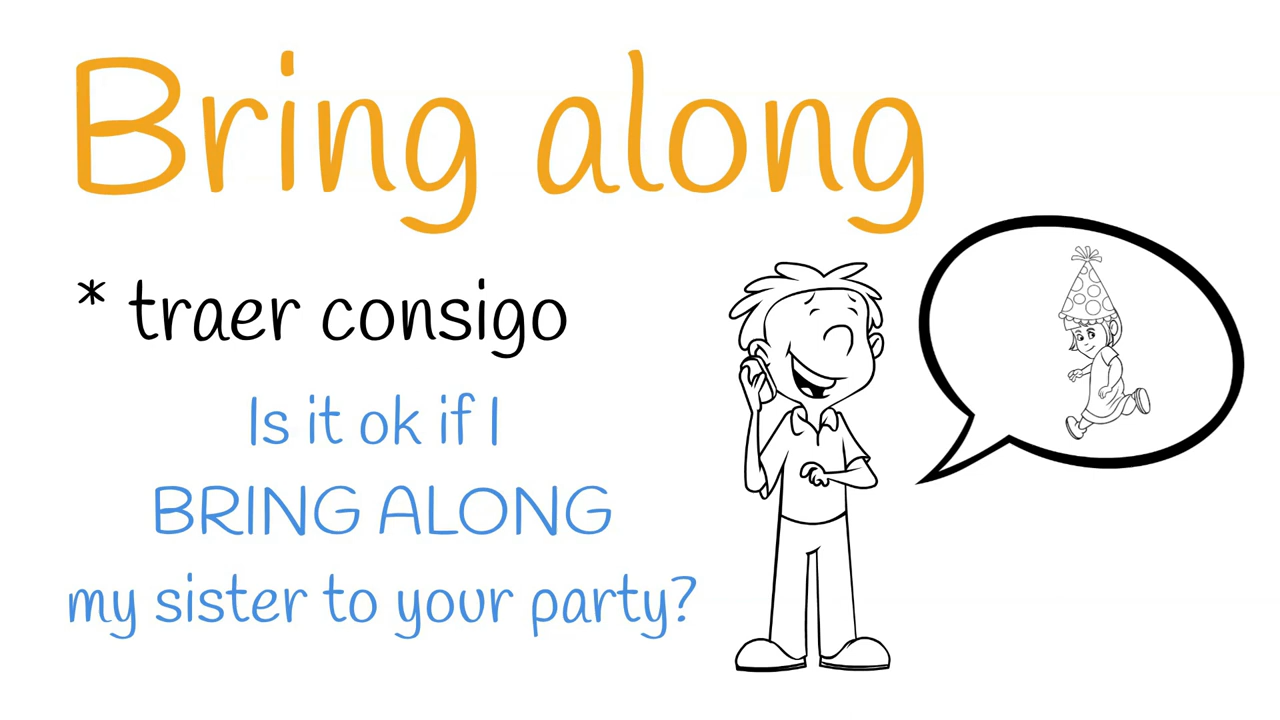 Bring along
* traer consigo
Is it ok if I
BRING ALONG
my sister to your party?